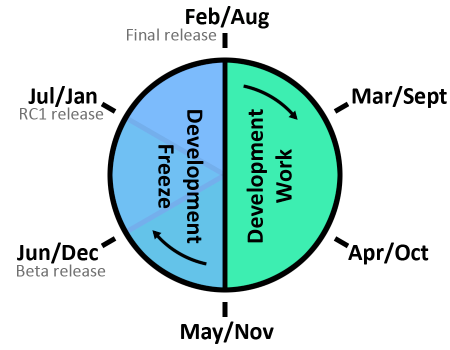 Feb/Aug
Final release
Jul/Jan
RC1 release
Mar/Sept
Development
Freeze
Development
Work
Jun/Dec
Beta release
Apr/Oct
May/Nov